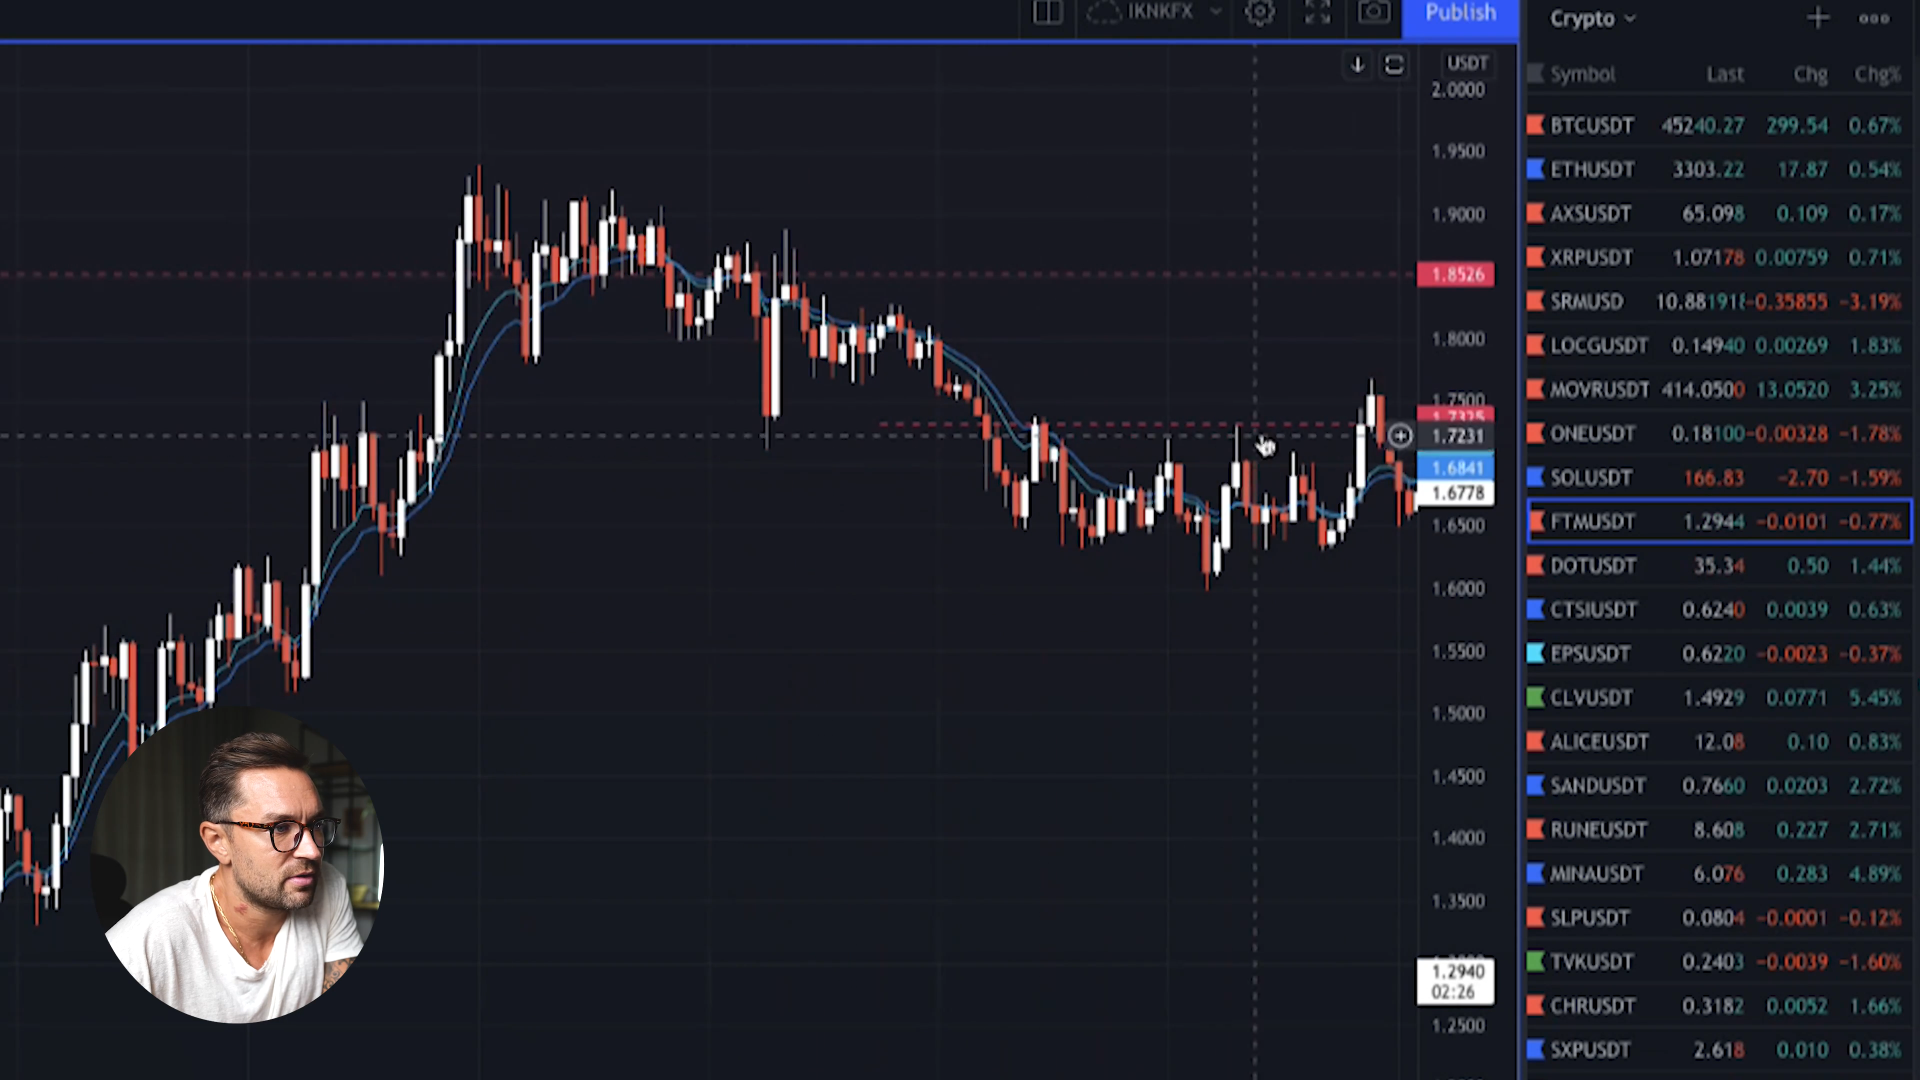 IKNKFX
Publish
Crypto
USDT
2.0000
1.9500
1.9000
1.8526
1.8000
1.7500
1.7325
1.7231
1.6841
1.6778
1.6500
1.6000
1.5500
1.5000
1.4500
1.4000
1.3500
1.2940
02:26
1.2500
Symbol Last Chg Chg%
BTCUSDT 45240.27 299.54 0.67%
ETHUSDT 3303.22 17.87 0.54%
AXSUSDT 65.098 0.109 0.17%
XRPUSDT 1.07178 0.00759 0.71%
SRMUSD 10.881918 -0.35855 -3.19%
LOCGUSDT 0.14940 0.00269 1.83%
MOVRUSDT 414.0500 13.0520 3.25%
ONEUSDT 0.18100 -0.00328 -1.78%
SOLUSDT 166.83 -2.70 -1.59%
FTMUSDT 1.2944 -0.0101 -0.77%
DOTUSDT 35.34 0.50 1.44%
CTSIUSDT 0.6240 0.0039 0.63%
EPSUSDT 0.6220 -0.0023 -0.37%
CLVUSDT 1.4929 0.0771 5.45%
ALICEUSDT 12.08 0.10 0.83%
SANDUSDT 0.7660 0.0203 2.72%
RUNEUSDT 8.608 0.227 2.71%
MINAUSDT 6.076 0.283 4.89%
SLPUSDT 0.0804 -0.0001 -0.12%
TVKUSDT 0.2403 -0.0039 -1.60%
CHRUSDT 0.3182 0.0052 1.66%
SXPUSDT 2.618 0.010 0.38%